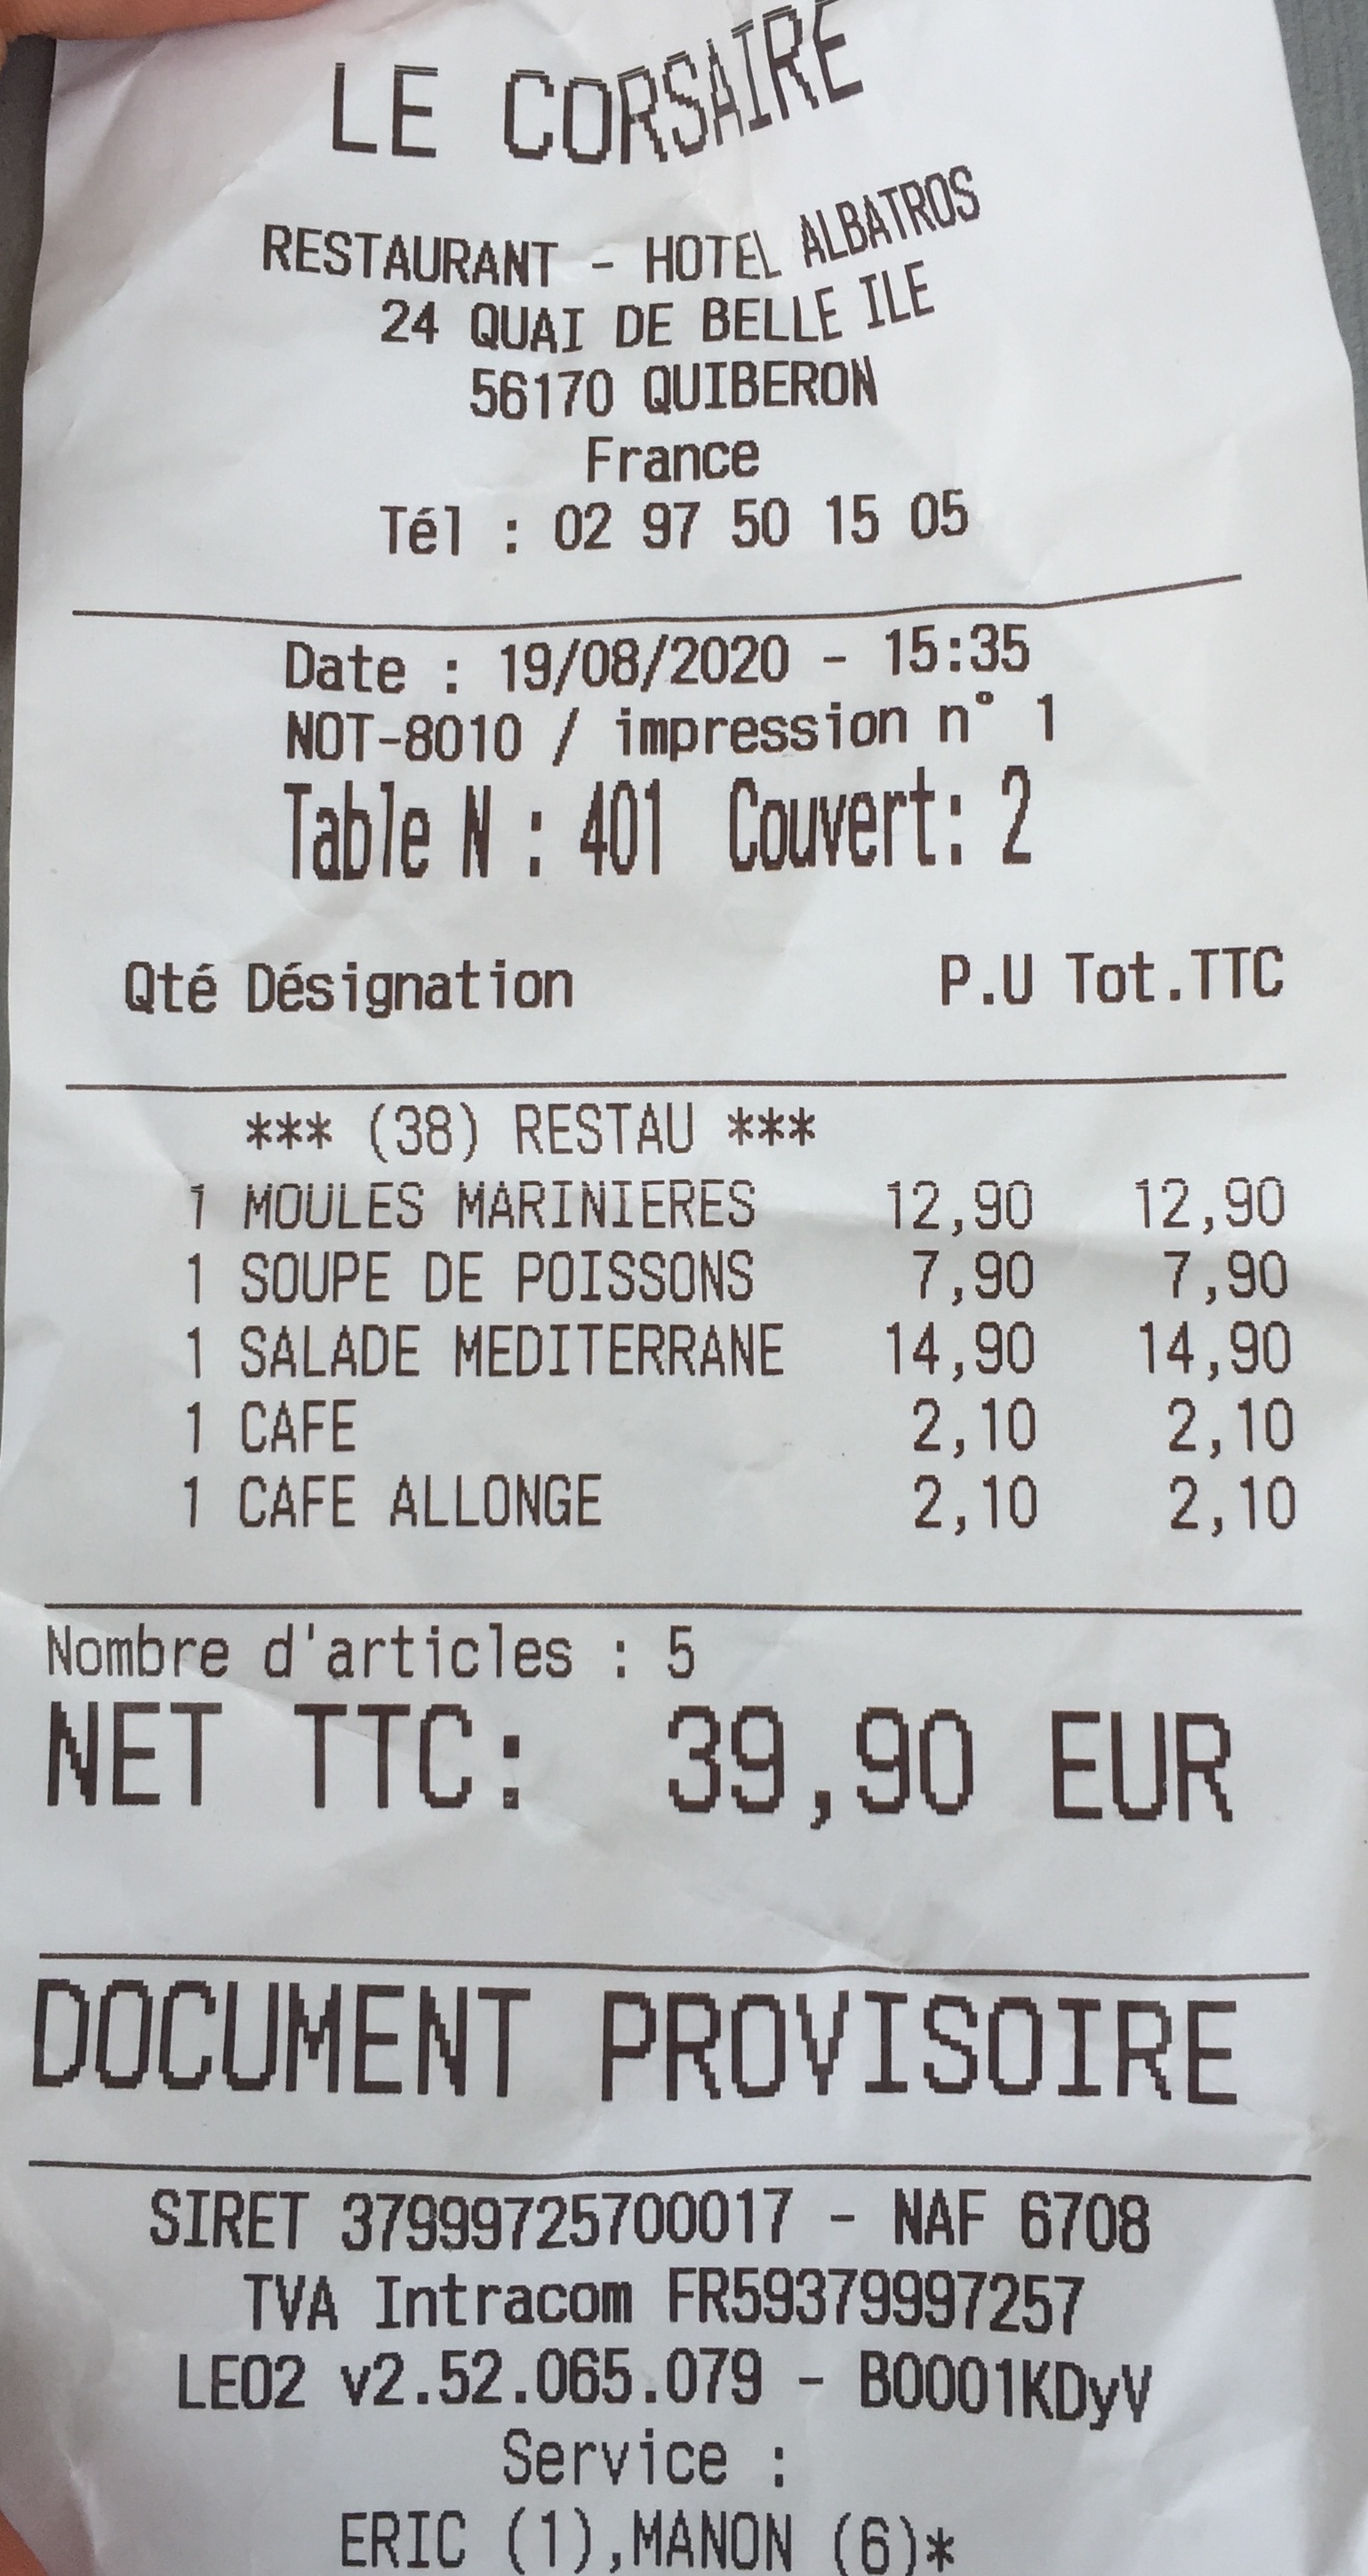 LE CORSAIRE
RESTAURANT - HOTEL ALBATROS
24 QUAI DE BELLE ILE
56170 QUIBERON
France
Tél : 02 97 50 15 05
Date : 19/08/2020 - 15:35
NOT-8010 / impression n° 1
Table N : 401 Couvert: 2
Qté Désignation P.U Tot.TTC
*** (38) RESTAU ***
1 MOULES MARINIERES 12,90 12,90
1 SOUPE DE POISSONS 7,90 7,90
1 SALADE MEDITERRANE 14,90 14,90
1 CAFE 2,10 2,10
1 CAFE ALLONGE 2,10 2,10
Nombre d'articles : 5
NET TTC: 39,90 EUR
DOCUMENT PROVISOIRE
SIRET 37999725700017 - NAF 6708
TVA Intracom FR59379997257
LEO2 v2.52.065.079 - B0001KDyV
Service :
ERIC (1),MANON (6)*